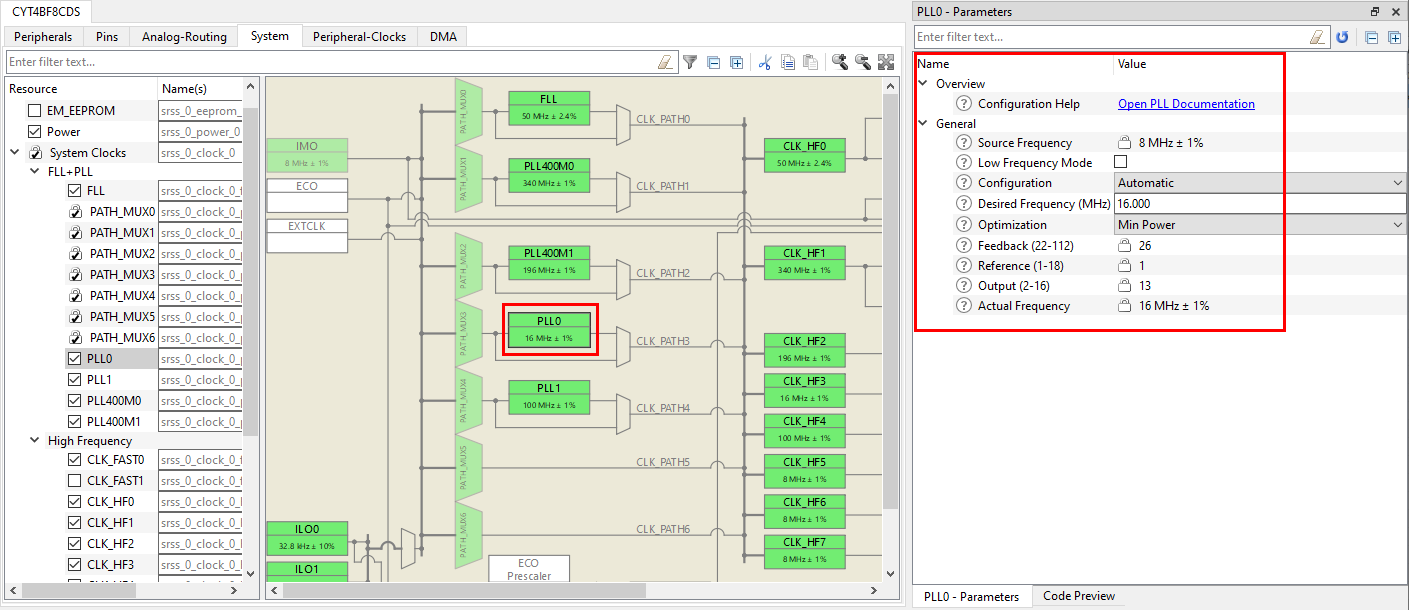 CYT4BF8CDS
Peripherals Pins Analog-Routing System Peripheral-Clocks DMA
Enter filter text...
Resource Name(s)
EM_EEPROM srss_0_eeprom_
Power srss_0_power_0
System Clocks srss_0_clock_0
FLL+PLL
FLL srss_0_clock_0_f
PATH_MUX0 srss_0_clock_0_p
PATH_MUX1 srss_0_clock_0_p
PATH_MUX2 srss_0_clock_0_p
PATH_MUX3 srss_0_clock_0_p
PATH_MUX4 srss_0_clock_0_p
PATH_MUX5 srss_0_clock_0_p
PATH_MUX6 srss_0_clock_0_p
PLL0 srss_0_clock_0_p
PLL1 srss_0_clock_0_p
PLL400M0 srss_0_clock_0_p
PLL400M1 srss_0_clock_0_p
High Frequency
CLK_FAST0 srss_0_clock_0_f
CLK_FAST1 srss_0_clock_0_f
CLK_HF0 srss_0_clock_0_h
CLK_HF1 srss_0_clock_0_h
CLK_HF2 srss_0_clock_0_h
CLK_HF3 srss_0_clock_0_h
IMO
8 MHz ± 1%
ECO
EXTCLK
ILO0
32.8 kHz ± 10%
ILO1
PATH_MUX0
PATH_MUX1
PATH_MUX2
PATH_MUX3
PATH_MUX4
PATH_MUX5
PATH_MUX6
FLL
50 MHz ± 2.4%
PLL400M0
340 MHz ± 1%
PLL400M1
196 MHz ± 1%
PLL0
16 MHz ± 1%
PLL1
100 MHz ± 1%
ECO
Prescaler
CLK_PATH0
CLK_PATH1
CLK_PATH2
CLK_PATH3
CLK_PATH4
CLK_PATH5
CLK_PATH6
CLK_HF0
50 MHz ± 2.4%
CLK_HF1
340 MHz ± 1%
CLK_HF2
196 MHz ± 1%
CLK_HF3
16 MHz ± 1%
CLK_HF4
100 MHz ± 1%
CLK_HF5
8 MHz ± 1%
CLK_HF6
8 MHz ± 1%
CLK_HF7
8 MHz ± 1%
PLL0 - Parameters
Enter filter text...
Name Value
Overview
Configuration Help Open PLL Documentation
General
Source Frequency 8 MHz ± 1%
Low Frequency Mode
Configuration Automatic
Desired Frequency (MHz) 16.000
Optimization Min Power
Feedback (22-112) 26
Reference (1-18) 1
Output (2-16) 13
Actual Frequency 16 MHz ± 1%
PLL0 - Parameters Code Preview